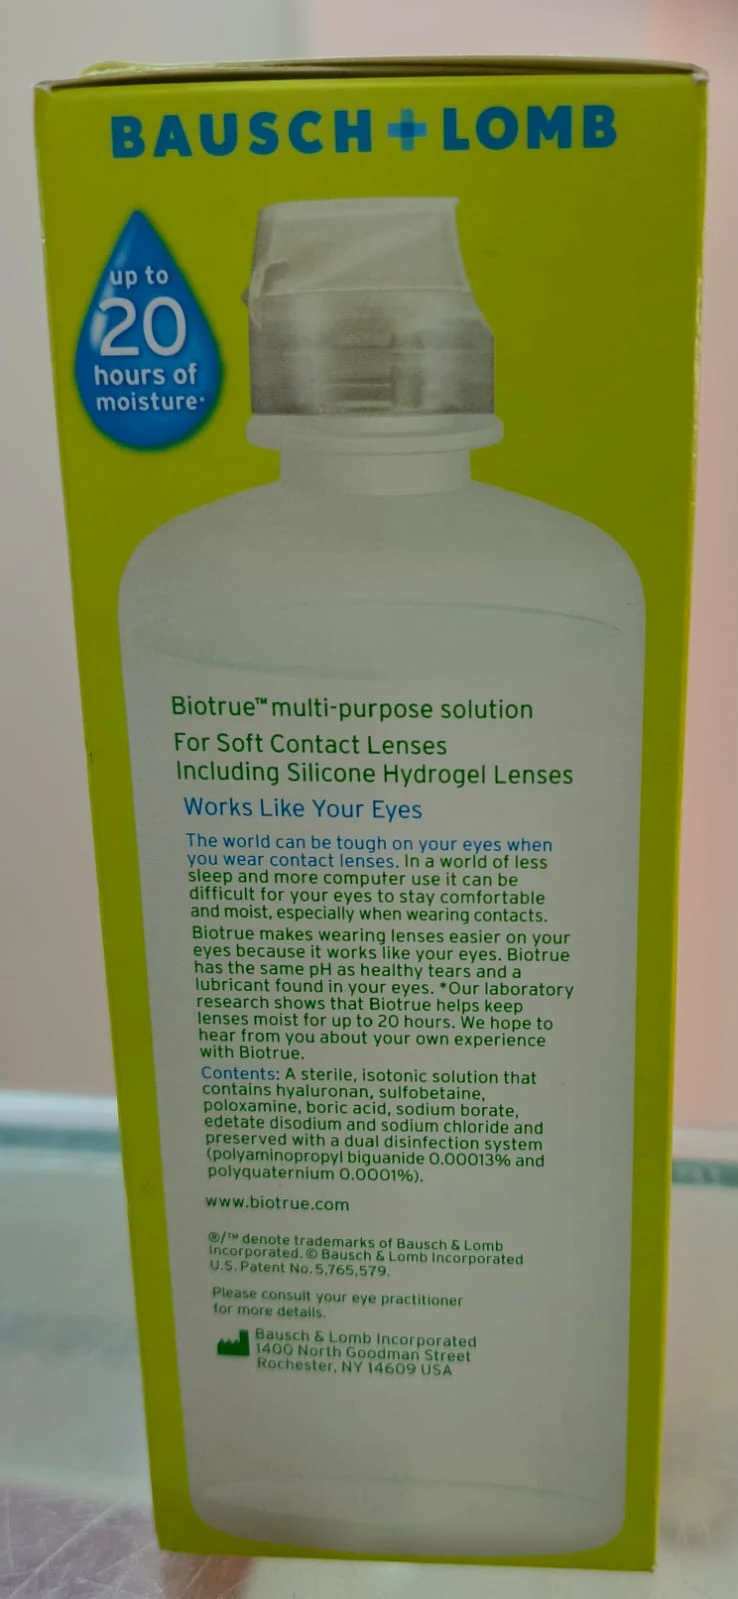 BAUSCH + LOMB
up to
20
hours of
moisture*
Biotrue™ multi-purpose solution
For Soft Contact Lenses
Including Silicone Hydrogel Lenses
Works Like Your Eyes
The world can be tough on your eyes when
you wear contact lenses. In a world of less
sleep and more computer use it can be
difficult for your eyes to stay comfortable
and moist, especially when wearing contacts.
Biotrue makes wearing lenses easier on your
eyes because it works like your eyes. Biotrue
has the same pH as healthy tears and a
lubricant found in your eyes. *Our laboratory
research shows that Biotrue helps keep
lenses moist for up to 20 hours. We hope to
hear from you about your own experience
with Biotrue.
Contents: A sterile, isotonic solution that
contains hyaluronan, sulfobetaine,
poloxamine, boric acid, sodium borate,
edetate disodium and sodium chloride and
preserved with a dual disinfection system
(polyaminopropyl biguanide 0.00013% and
polyquaternium 0.0001%).
www.biotrue.com
®/™ denote trademarks of Bausch & Lomb
Incorporated. © Bausch & Lomb Incorporated
U.S. Patent No. 5,765,579.
Please consult your eye practitioner
for more details.
Bausch & Lomb Incorporated
1400 North Goodman Street
Rochester, NY 14609 USA